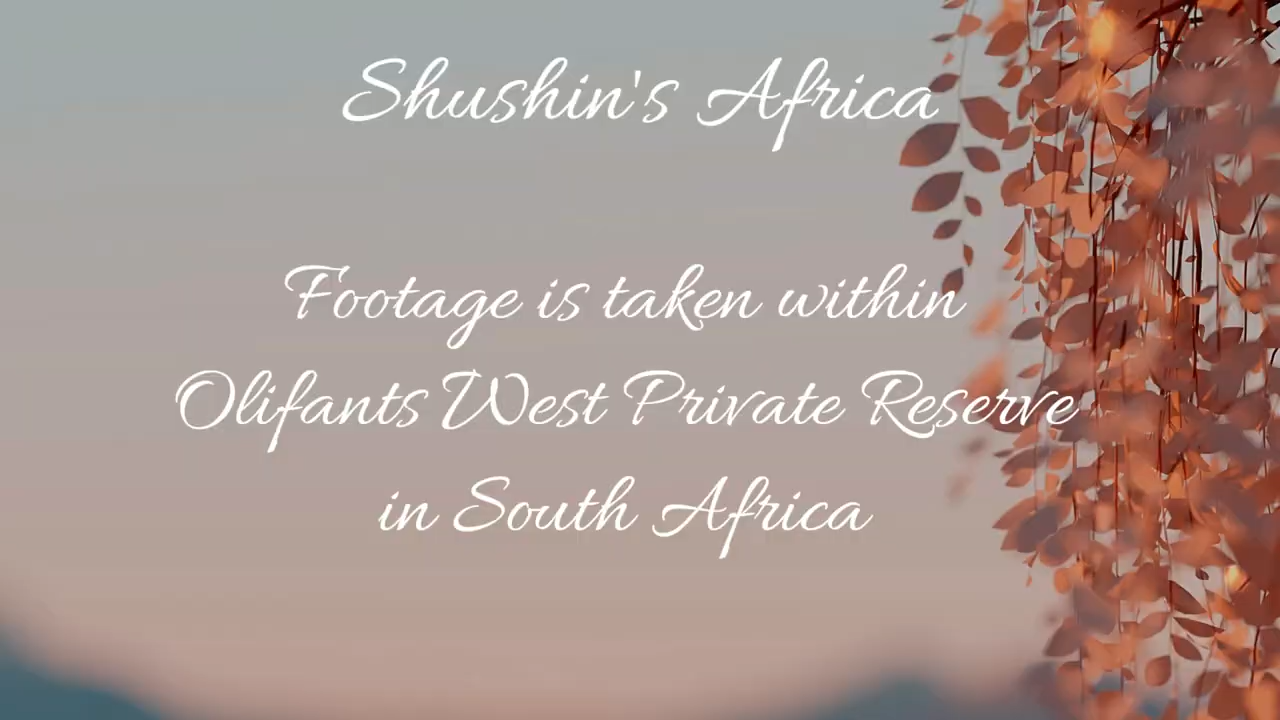 Shushin's Africa
Footage is taken within
Olifants West Private Reserve
in South Africa